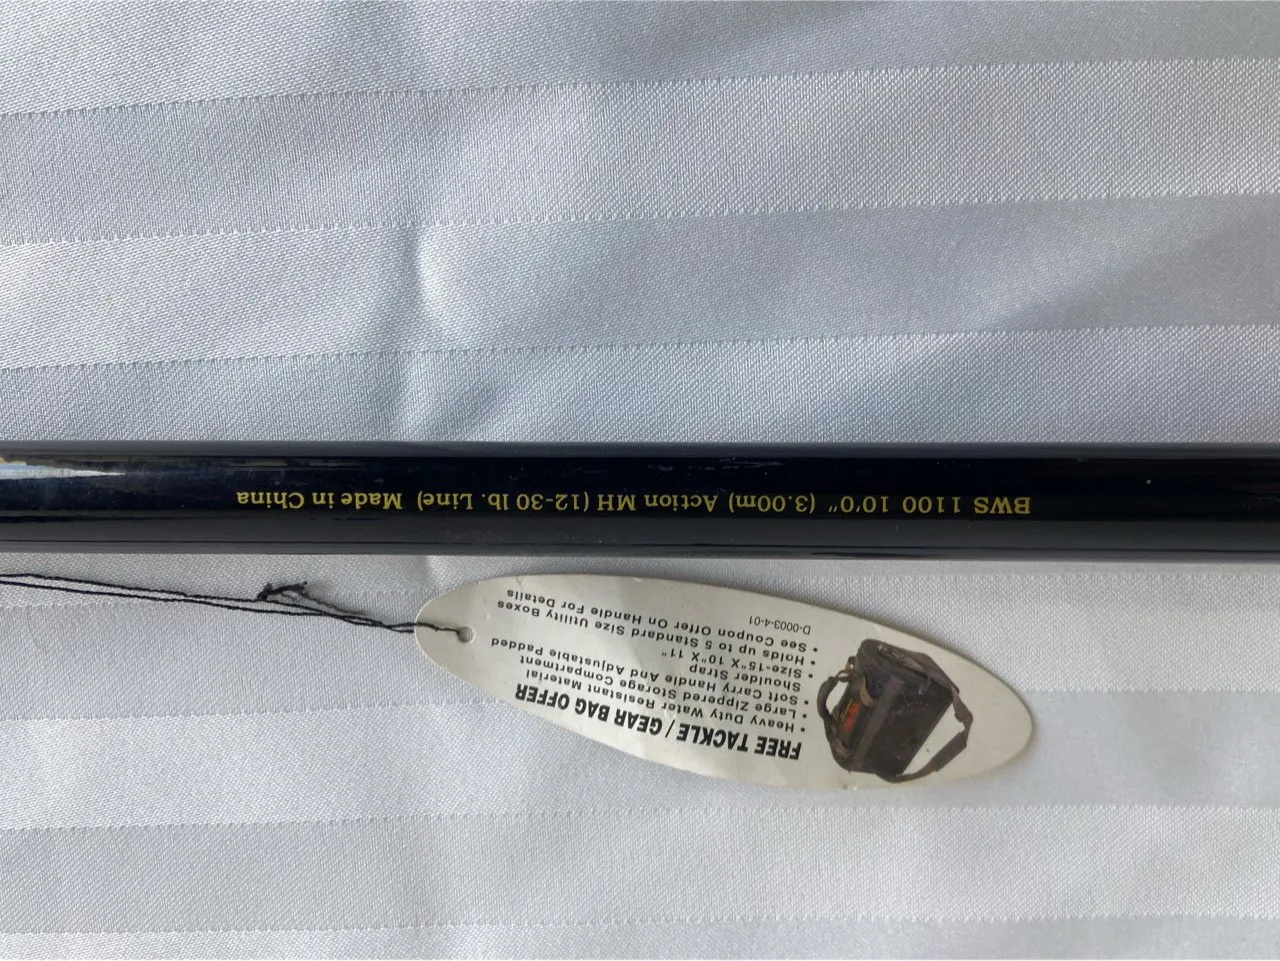 BWS 1100 10'0" (3.00m) Action MH (12-30 lb. Line) Made in China
FREE TACKLE / GEAR BAG OFFER
• Heavy Duty Water Resistant Material
• Large Zippered Storage Compartment
• Soft Carry Handle And Adjustable Padded
Shoulder Strap
• Size-15"X 10"X 11"
• Holds up to 5 Standard Size Utility Boxes
• See Coupon Offer On Handle For Details
D-0003-4-01